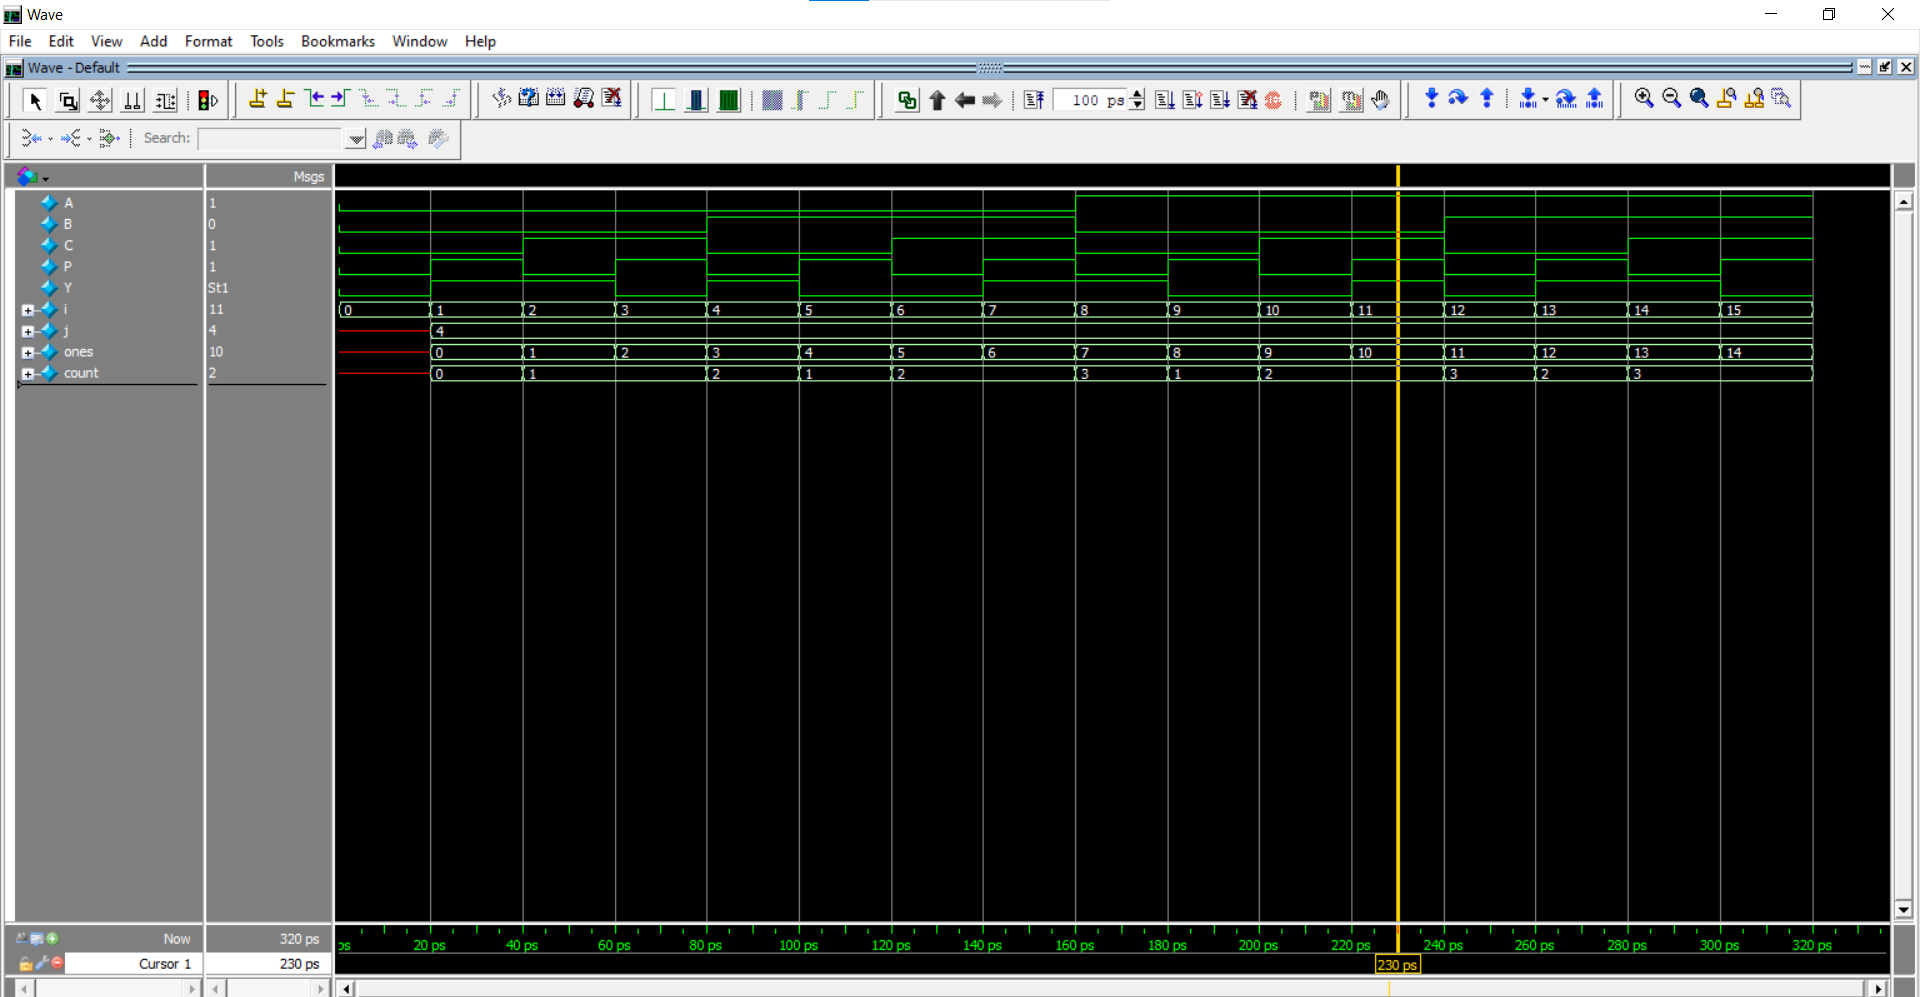 Wave
File Edit View Add Format Tools Bookmarks Window Help
Wave - Default
100 ps
Search:
Msgs
A 1
B 0
C 1
P 1
Y St1
i 11 0 1 2 3 4 5 6 7 8 9 10 11 12 13 14 15
j 4 4
ones 10 0 1 2 3 4 5 6 7 8 9 10 11 12 13 14
count 2 0 1 2 1 2 3 1 2 3 2 3
Now 320 ps ps 20 ps 40 ps 60 ps 80 ps 100 ps 120 ps 140 ps 160 ps 180 ps 200 ps 220 ps 240 ps 260 ps 280 ps 300 ps 320 ps
Cursor 1 230 ps 230 ps